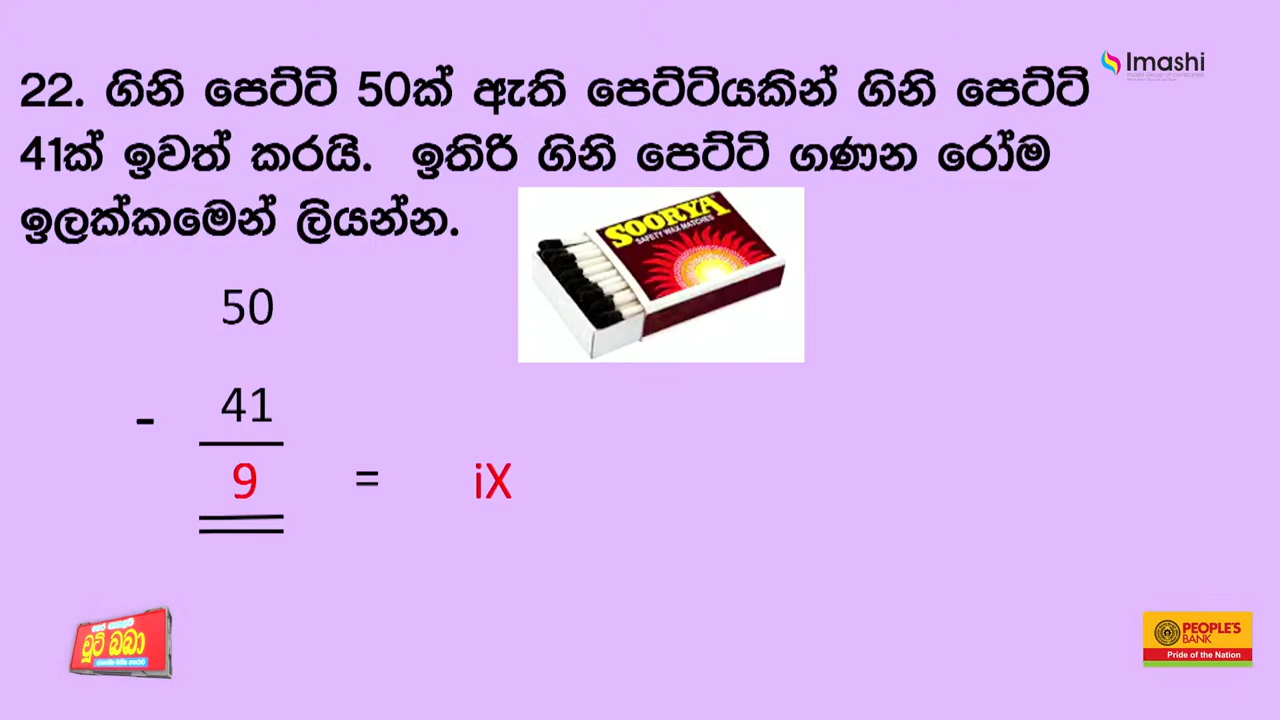 Imashi
22. ගිනි පෙට්ටි 50ක් ඇති පෙට්ටියකින් ගිනි පෙට්ටි
41ක් ඉවත් කරයි. ඉතිරි ගිනි පෙට්ටි ගණන රෝම
ඉලක්කමෙන් ලියන්න.
SOORYA
SAFETY WAX MATCHES
50
- 41
9 = iX
චූටි බබා
PEOPLE'S
BANK
Pride of the Nation